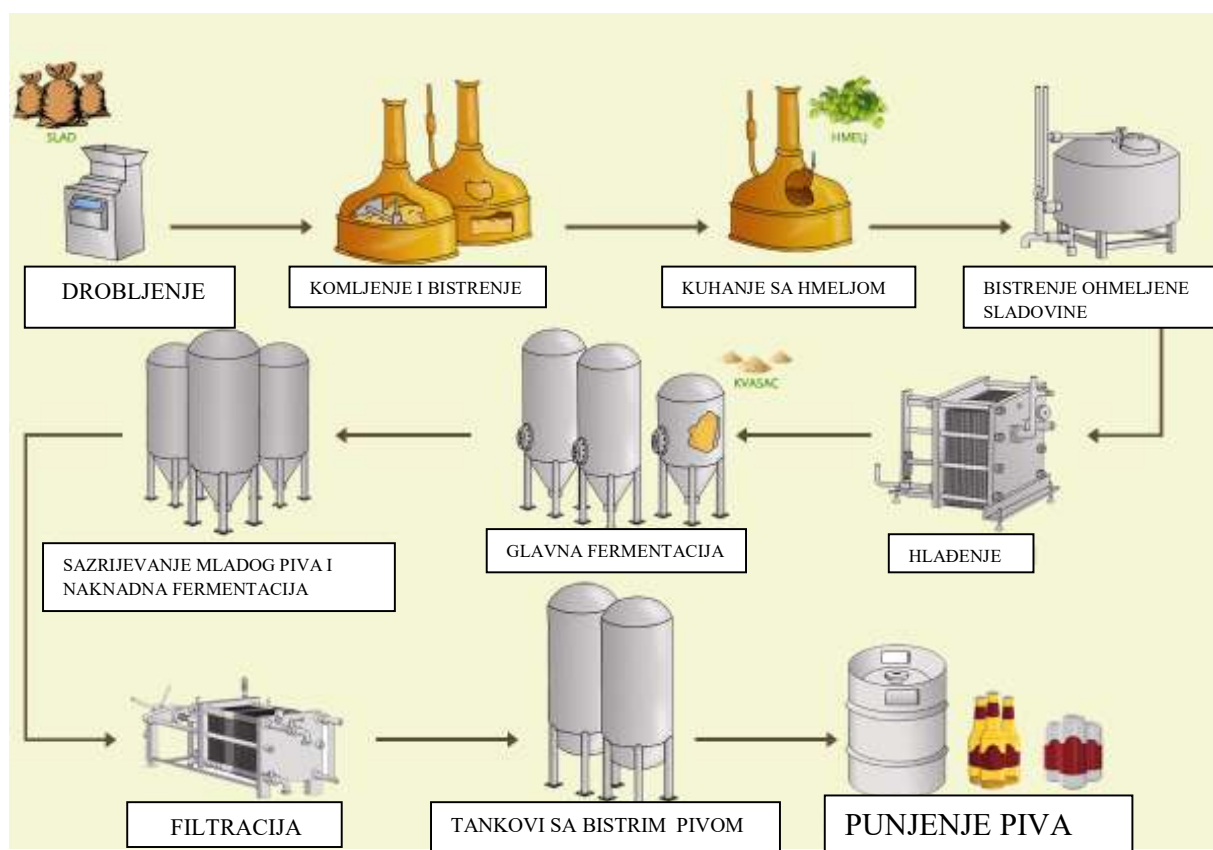 SLAD
HMELJ
DROBLJENJE
KOMLJENJE I BISTRENJE
KUHANJE SA HMELJOM
BISTRENJE OHMELJENE
SLADOVINE
KVASAC
SAZRIJEVANJE MLADOG PIVA I
NAKNADNA FERMENTACIJA
GLAVNA FERMENTACIJA
HLAĐENJE
FILTRACIJA
TANKOVI SA BISTRIM PIVOM
PUNJENJE PIVA